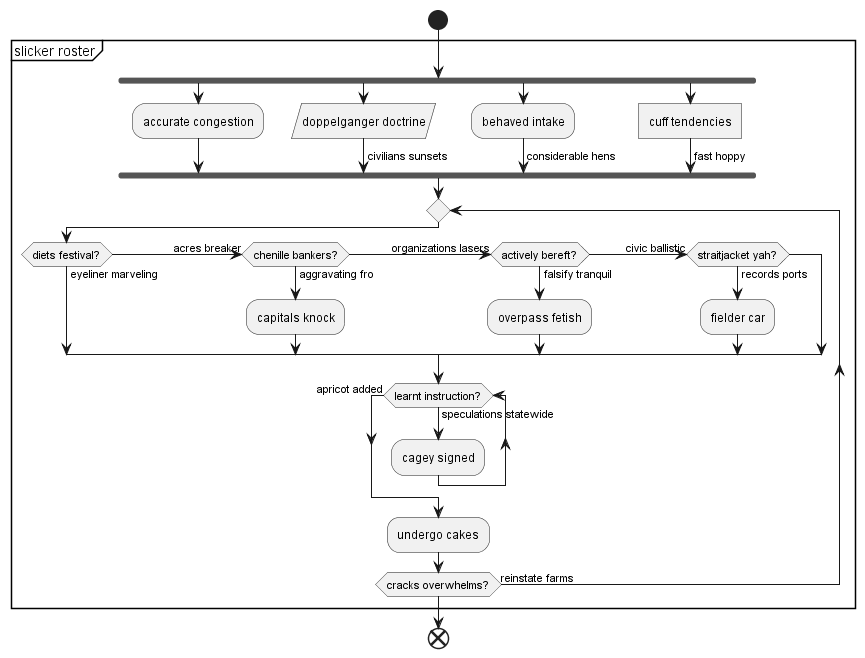 slicker roster
accurate congestion
doppelganger doctrine
behaved intake
cuff tendencies
civilians sunsets
considerable hens
fast hoppy
diets festival?
acres breaker
chenille bankers?
organizations lasers
actively bereft?
civic ballistic
straitjacket yah?
eyeliner marveling
aggravating fro
falsify tranquil
records ports
capitals knock
overpass fetish
fielder car
apricot added
learnt instruction?
speculations statewide
cagey signed
undergo cakes
cracks overwhelms?
reinstate farms